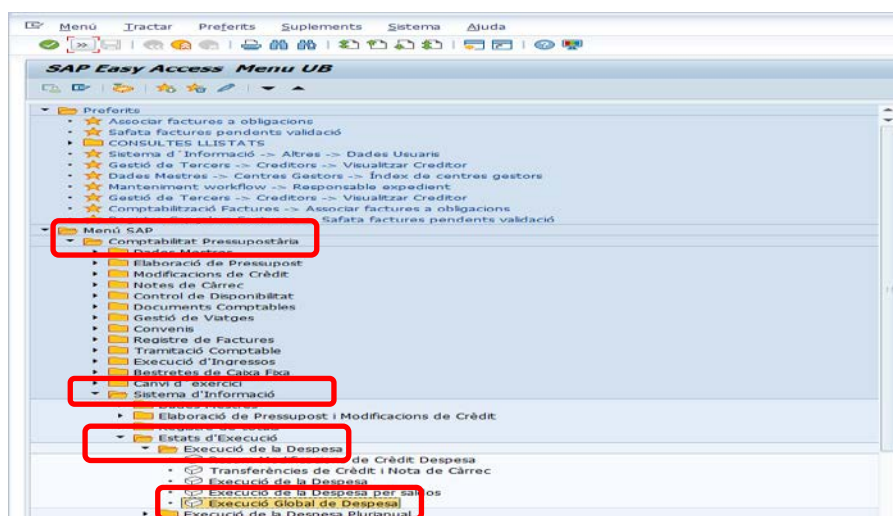 Menú Tractar Preferits Suplements Sistema Ajuda
SAP Easy Access Menu UB
Preferits
Associar factures a obligacions
Safata factures pendents validació
CONSULTES LLISTATS
Sistema d´Informació -> Altres -> Dades Usuaris
Gestió de Tercers -> Creditors -> Visualitzar Creditor
Dades Mestres -> Centres Gestors -> Índex de centres gestors
Manteniment workflow -> Responsable expedient
Gestió de Tercers -> Creditors -> Visualitzar Creditor
Comptabilització Factures -> Associar factures a obligacions
Safata factures pendents validació
Menú SAP
Comptabilitat Pressupostària
Dades Mestres
Elaboració de Pressupost
Modificacions de Crèdit
Notes de Càrrec
Control de Disponibilitat
Documents Comptables
Gestió de Viatges
Convenis
Registre de Factures
Tramitació Comptable
Execució d'Ingressos
Bestretes de Caixa Fixa
Canvi d´exercici
Sistema d'Informació
Dades Mestres
Elaboració de Pressupost i Modificacions de Crèdit
Estats d'Execució
Execució de la Despesa
de Crèdit Despesa
Transferències de Crèdit i Nota de Càrrec
Execució de la Despesa
Execució de la Despesa per saldos
Execució Global de Despesa
Execució de la Despesa Plurianual